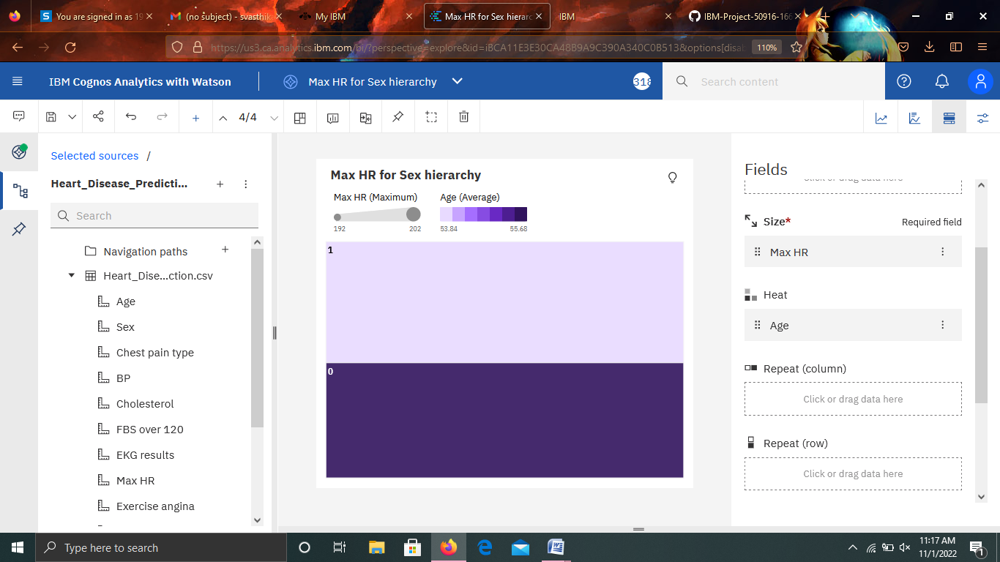 You are signed in as 19
(no subject) - svasthik
My IBM
Max HR for Sex hierarc
IBM
IBM-Project-50916-166
https://us3.ca.analytics.ibm.com/bi/?perspective=explore&id=iBCA11E3E30CA48B9A9C390A340C0B513&options[disab
110%
IBM Cognos Analytics with Watson
Max HR for Sex hierarchy
318
Search content
4/4
Selected sources /
Heart_Disease_Predicti...
Search
Navigation paths
Heart_Dise...ction.csv
Age
Sex
Chest pain type
BP
Cholesterol
FBS over 120
EKG results
Max HR
Exercise angina
Max HR for Sex hierarchy
Max HR (Maximum)
192 202
Age (Average)
53.84 55.68
1
0
Fields
Click or drag data here
Size* Required field
Max HR
Heat
Age
Repeat (column)
Click or drag data here
Repeat (row)
Click or drag data here
Type here to search
11:17 AM
11/1/2022
1